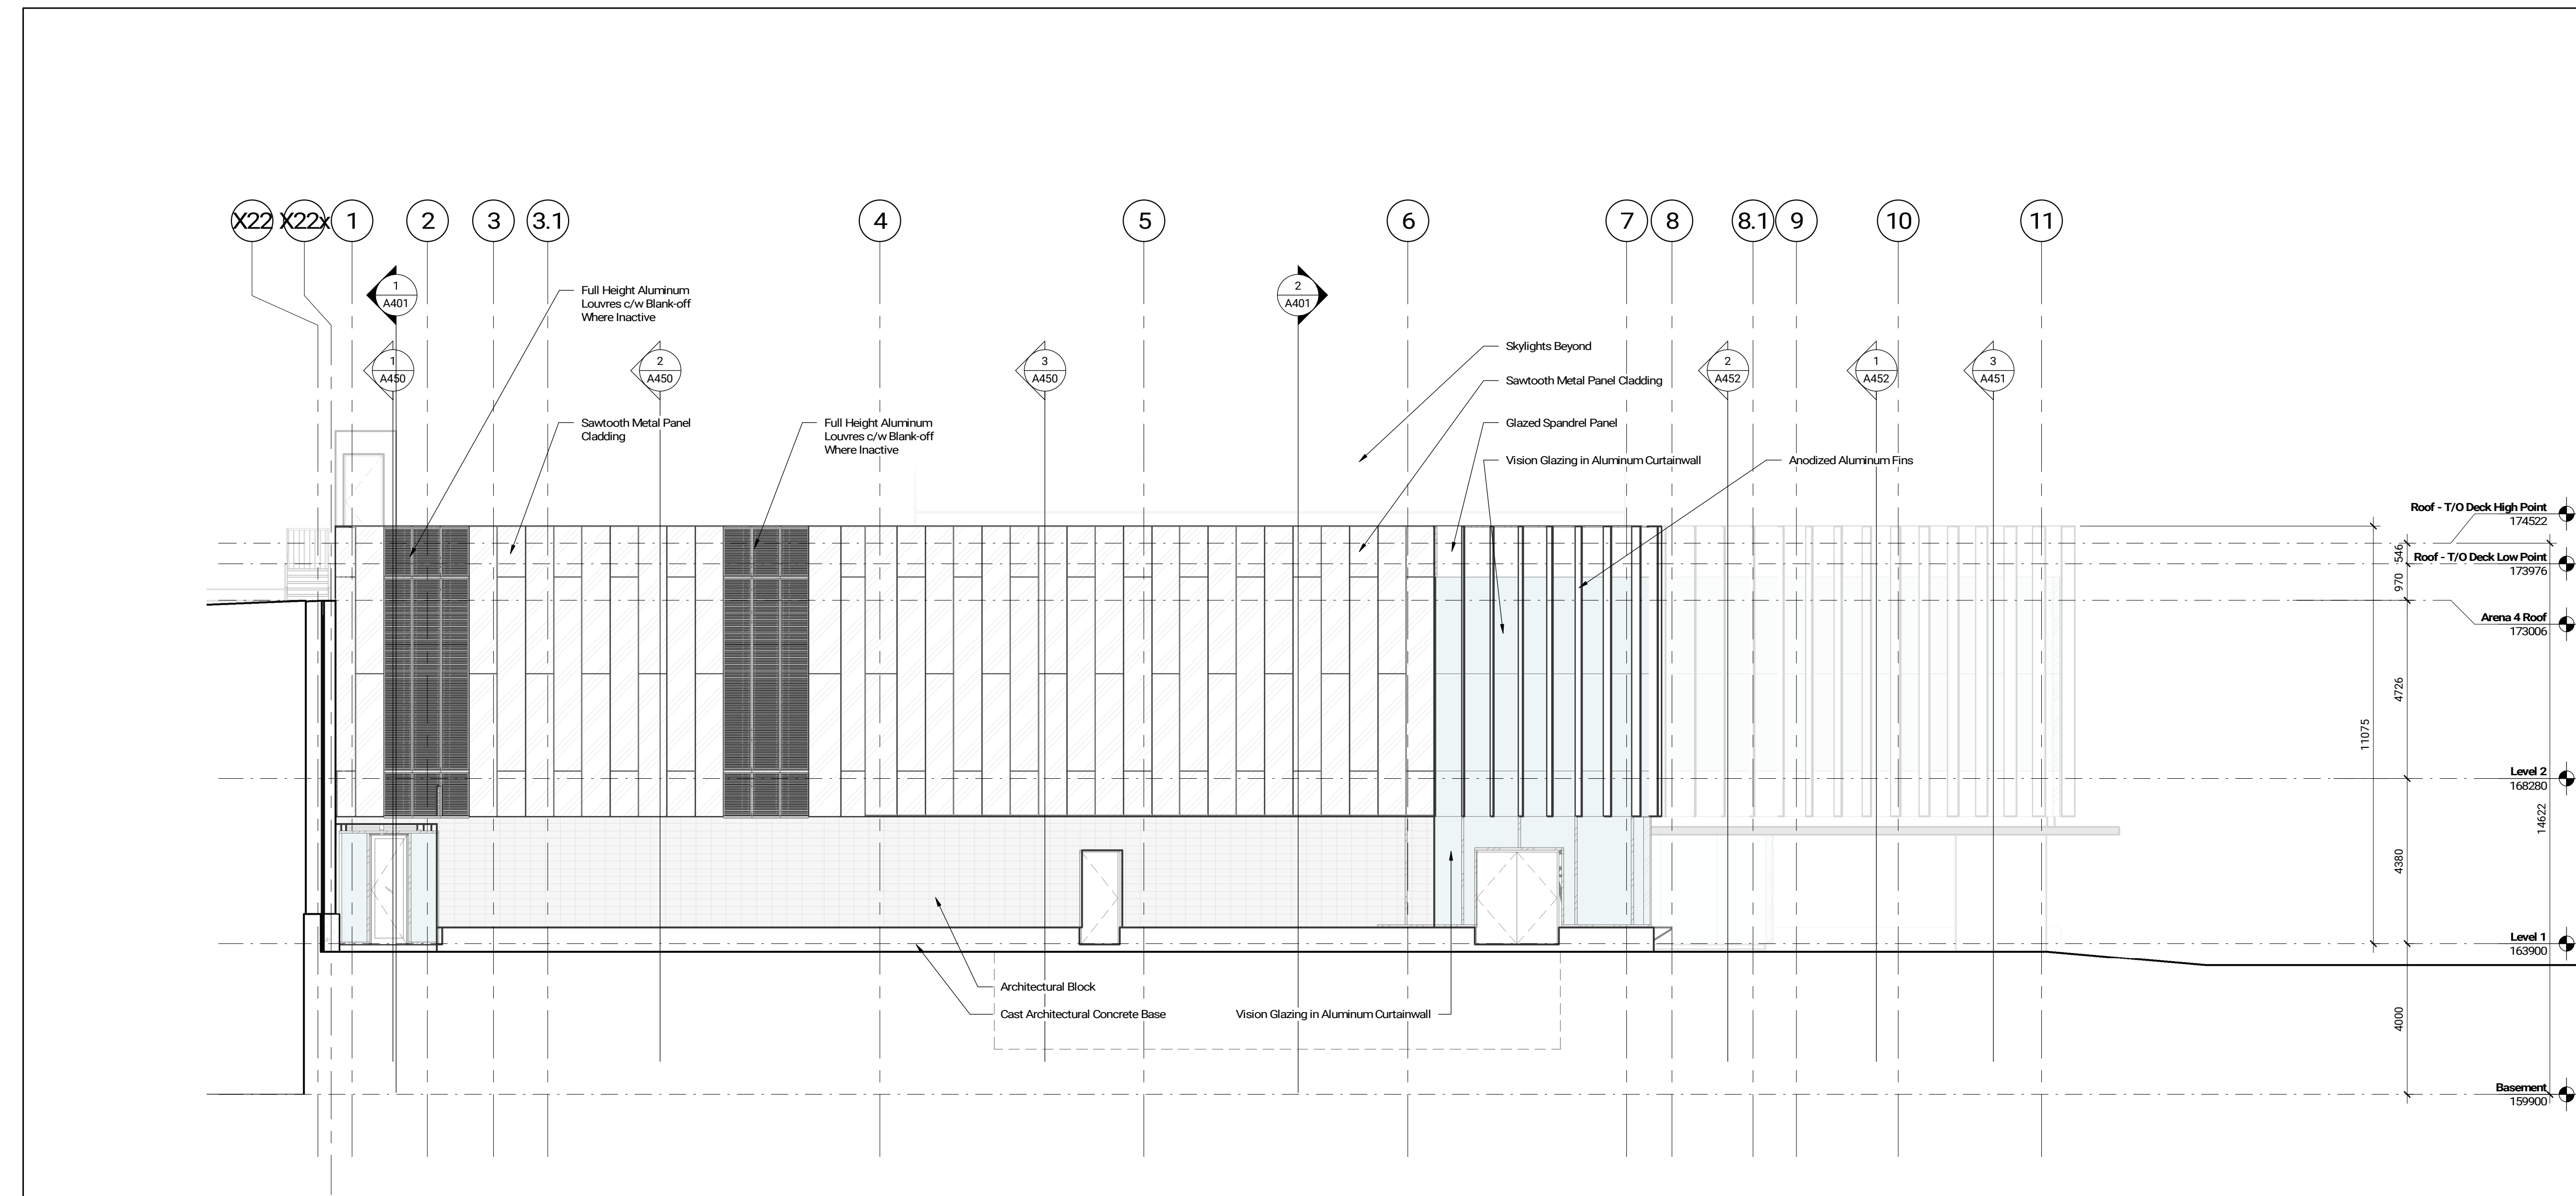 X22
X22x
1
2
3
3.1
4
5
6
7
8
8.1
9
10
11
1
A401
2
A401
Full Height Aluminum
Louvres c/w Blank-off
Where Inactive
1
A450
2
A450
3
A450
Skylights Beyond
2
A452
1
A452
3
A451
Sawtooth Metal Panel Cladding
Sawtooth Metal Panel
Cladding
Full Height Aluminum
Louvres c/w Blank-off
Where Inactive
Glazed Spandrel Panel
Vision Glazing in Aluminum Curtainwall
Anodized Aluminum Fins
Roof - T/O Deck High Point
174522
546
Roof - T/O Deck Low Point
173976
970
Arena 4 Roof
173006
4726
11075
Level 2
168280
14622
4380
Level 1
163900
Architectural Block
Cast Architectural Concrete Base
Vision Glazing in Aluminum Curtainwall
4000
Basement
159900